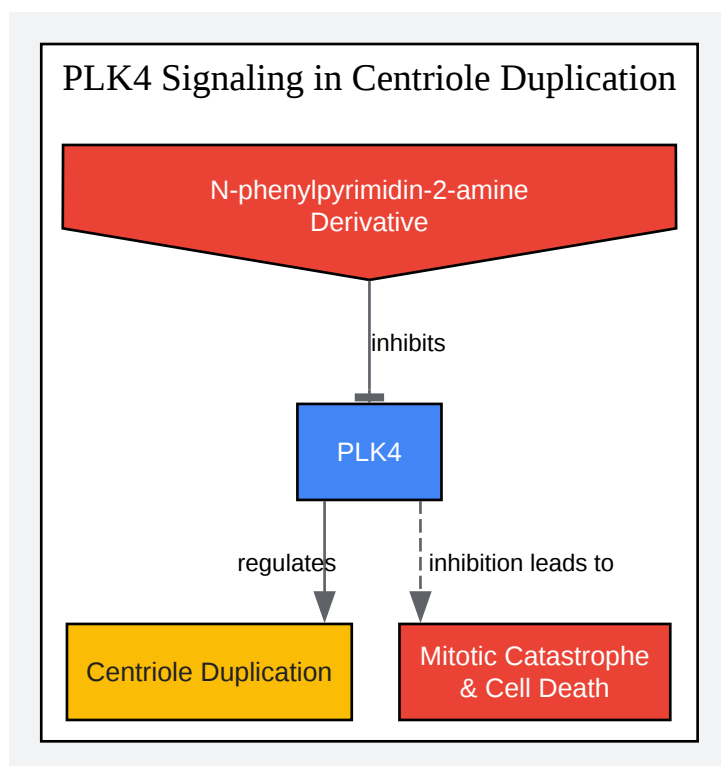 PLK4 Signaling in Centriole Duplication
N-phenylpyrimidin-2-amine
Derivative
inhibits
PLK4
regulates
inhibition leads to
Centriole Duplication
Mitotic Catastrophe
& Cell Death